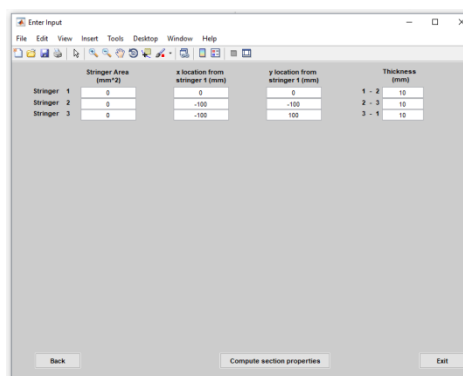 Enter Input
File Edit View Insert Tools Desktop Window Help
Stringer Area (mm^2) x location from stringer 1 (mm) y location from stringer 1 (mm) Thickness (mm)
Stringer 1 0 0 0 1 - 2 10
Stringer 2 0 -100 -100 2 - 3 10
Stringer 3 0 -100 100 3 - 1 10
Back Compute section properties Exit